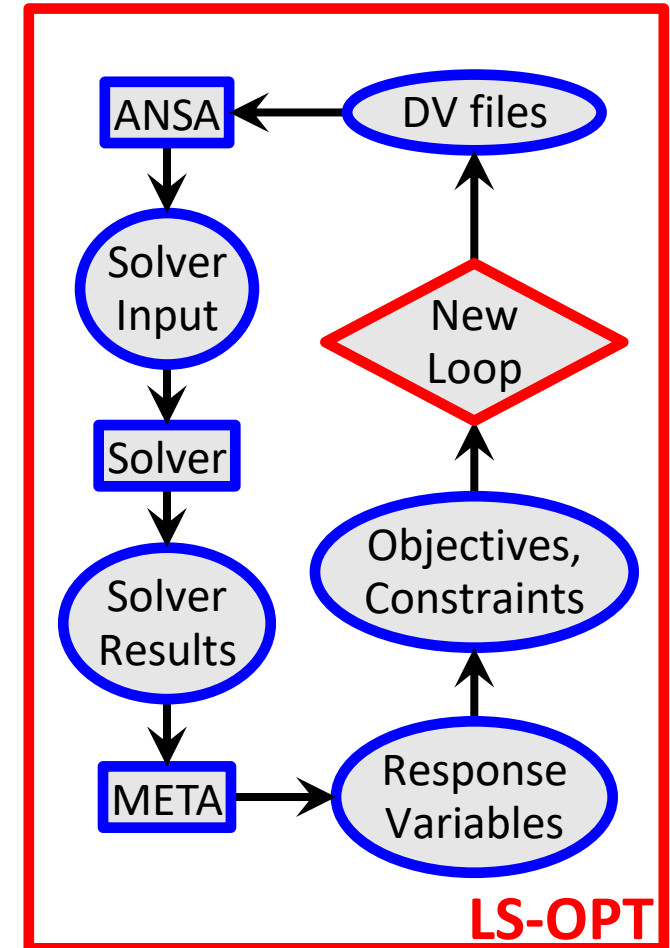 ANSA
DV files
Solver
Input
New
Loop
Solver
Objectives,
Constraints
Solver
Results
META
Response
Variables
LS-OPT